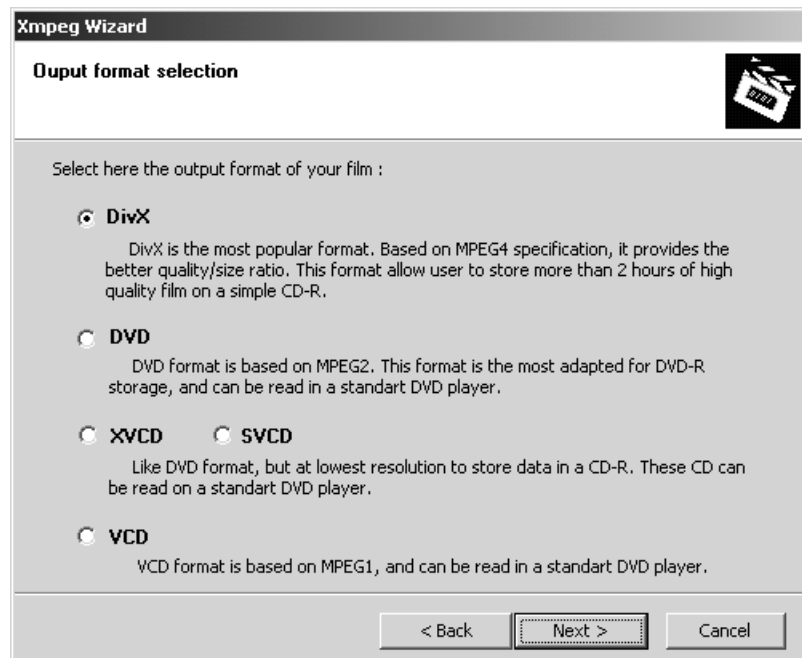 Xmpeg Wizard
Ouput format selection
Select here the output format of your film :
DivX
DivX is the most popular format. Based on MPEG4 specification, it provides the
better quality/size ratio. This format allow user to store more than 2 hours of high
quality film on a simple CD-R.
DVD
DVD format is based on MPEG2. This format is the most adapted for DVD-R
storage, and can be read in a standart DVD player.
XVCD SVCD
Like DVD format, but at lowest resolution to store data in a CD-R. These CD can
be read on a standart DVD player.
VCD
VCD format is based on MPEG1, and can be read in a standart DVD player.
< Back Next > Cancel